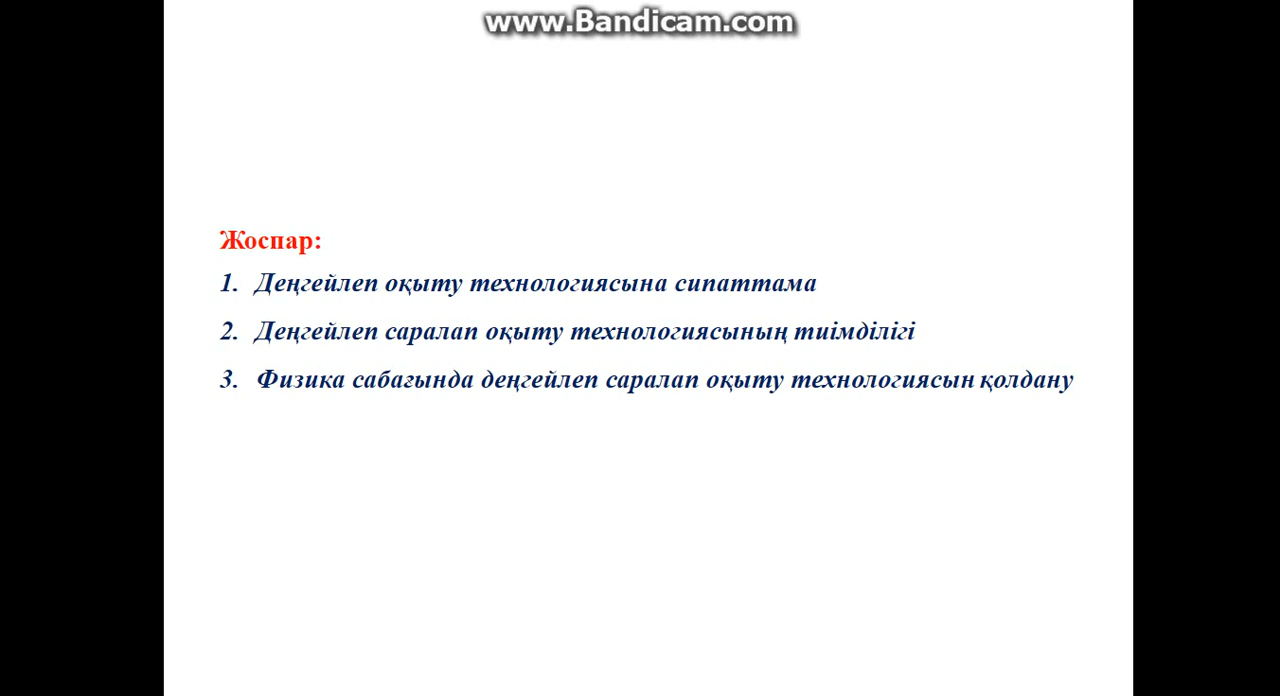 www.Bandicam.com
Жоспар:
1. Деңгейлеп оқыту технологиясына сипаттама
2. Деңгейлеп саралап оқыту технологиясының тиімділігі
3. Физика сабағында деңгейлеп саралап оқыту технологиясын қолдану